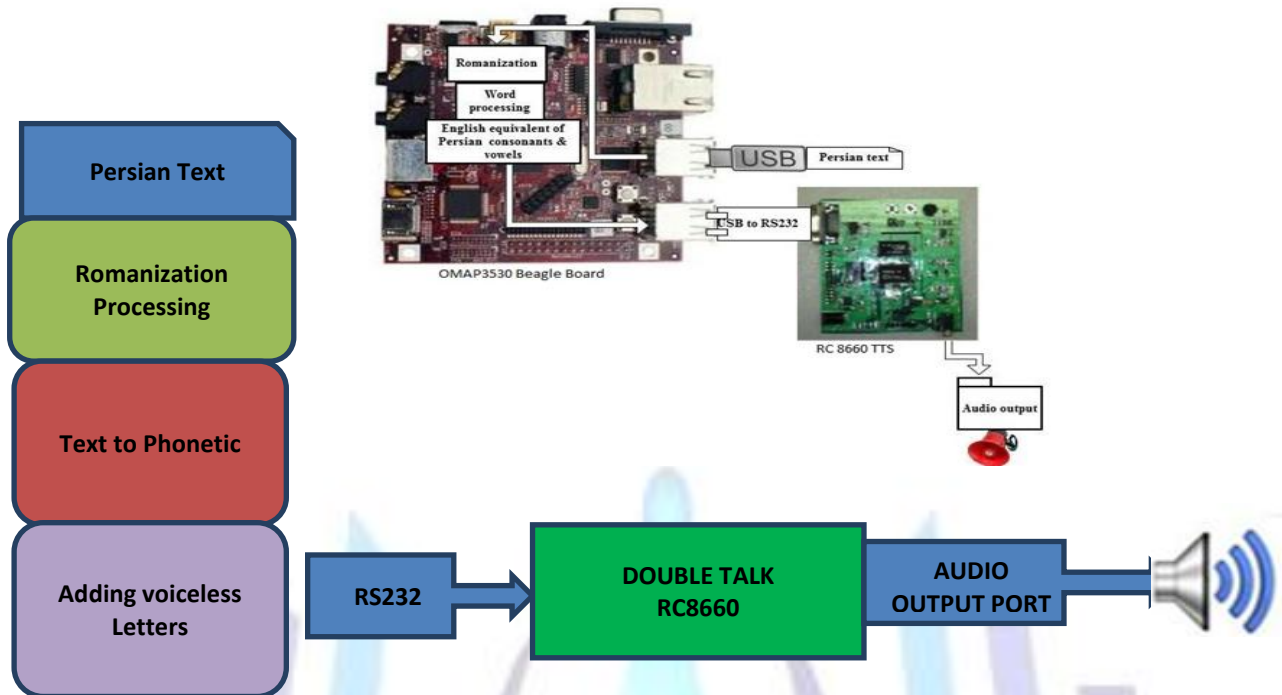 Romanization
Word
processing
English equivalent of
Persian consonants &
vowels
USB
Persian text
USB to RS232
OMAP3530 Beagle Board
RC 8660 TTS
Audio output
Persian Text
Romanization
Processing
Text to Phonetic
Adding voiceless
Letters
RS232
DOUBLE TALK
RC8660
AUDIO
OUTPUT PORT